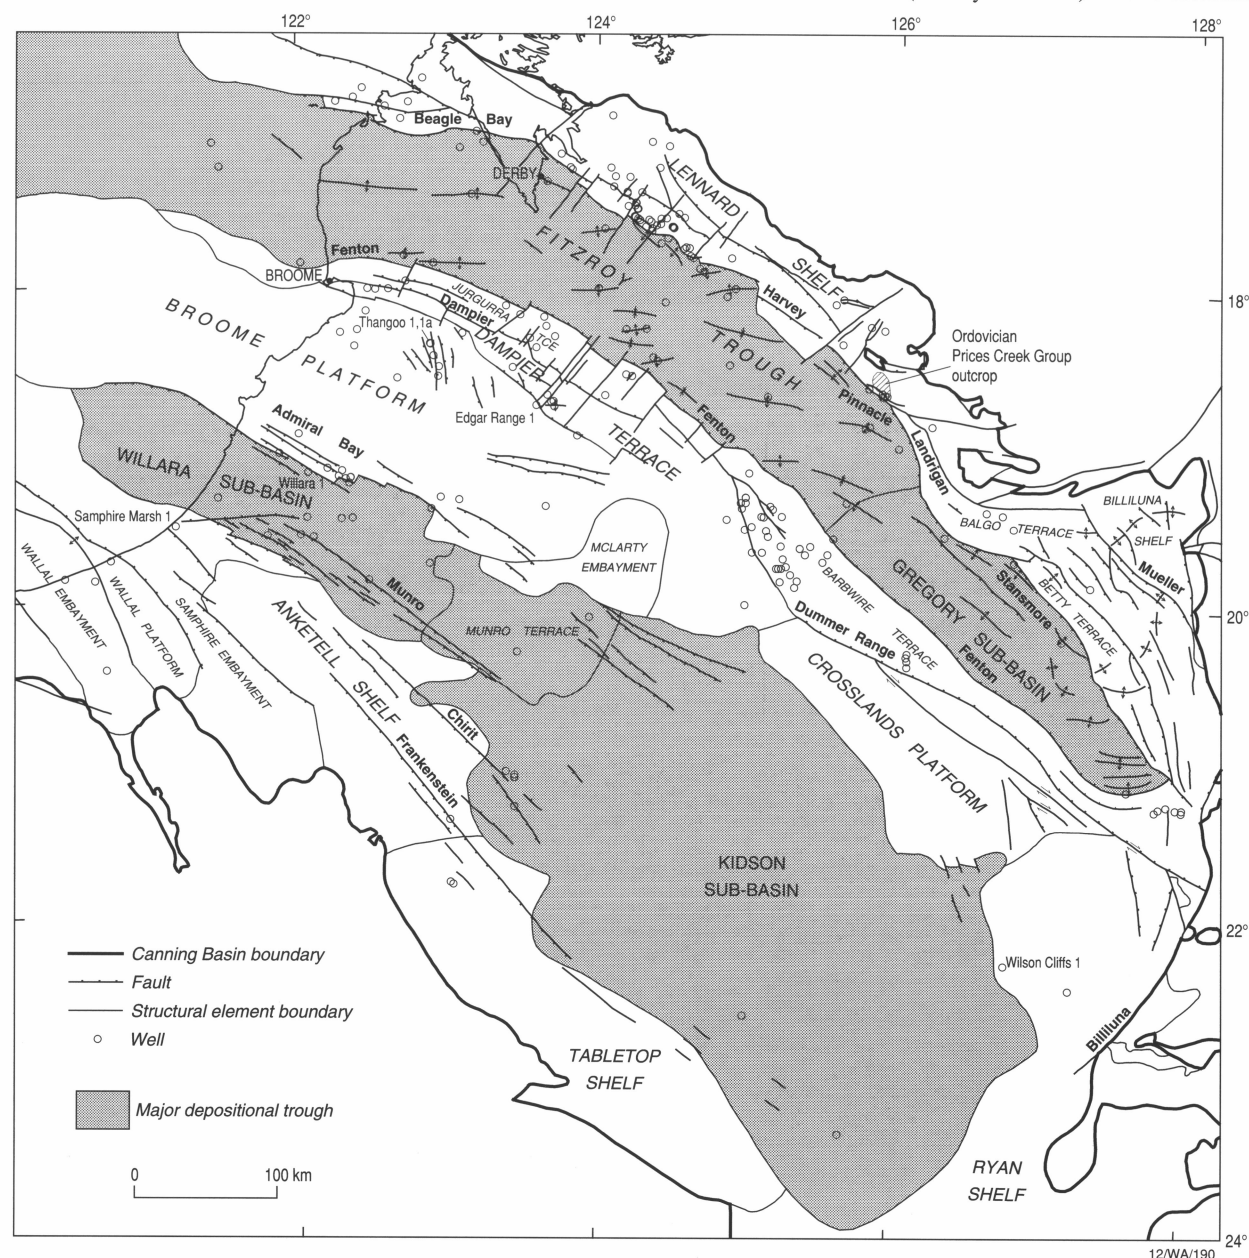 122°
124°
126°
128°
Beagle Bay
DERBY
LENNARD
SHELF
FITZROY
TROUGH
Fenton
BROOME
JURGURRA
TCE
Dampier
DAMPIER
TERRACE
Harvey
18°
Thangoo 1,1a
BROOME
PLATFORM
Ordovician
Prices Creek Group
outcrop
Pinnacle
Edgar Range 1
Admiral Bay
Fenton
Landrigan
WILLARA
SUB-BASIN
Willara 1
Samphire Marsh 1
BILLILUNA
SHELF
BALGO TERRACE
MCLARTY
EMBAYMENT
WALLAL
EMBAYMENT
WALLAL PLATFORM
SAMPHIRE EMBAYMENT
Munro
BARBWIRE
TERRACE
GREGORY
SUB-BASIN
Stansmore
BETTY TERRACE
Mueller
20°
ANKETELL
SHELF
MUNRO TERRACE
Dummer Range
Fenton
CROSSLANDS PLATFORM
Chirit
Frankenstein
KIDSON
SUB-BASIN
22°
Canning Basin boundary
Fault
Structural element boundary
Well
Wilson Cliffs 1
Billiluna
TABLETOP
SHELF
Major depositional trough
0 100 km
RYAN
SHELF
24°
12/WA/190